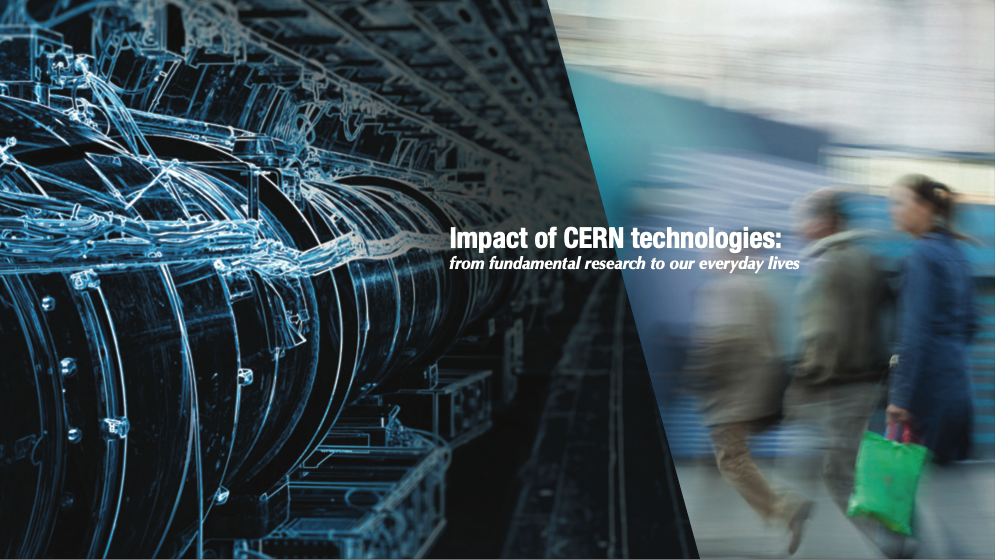 Impact of CERN technologies:
from fundamental research to our everyday lives